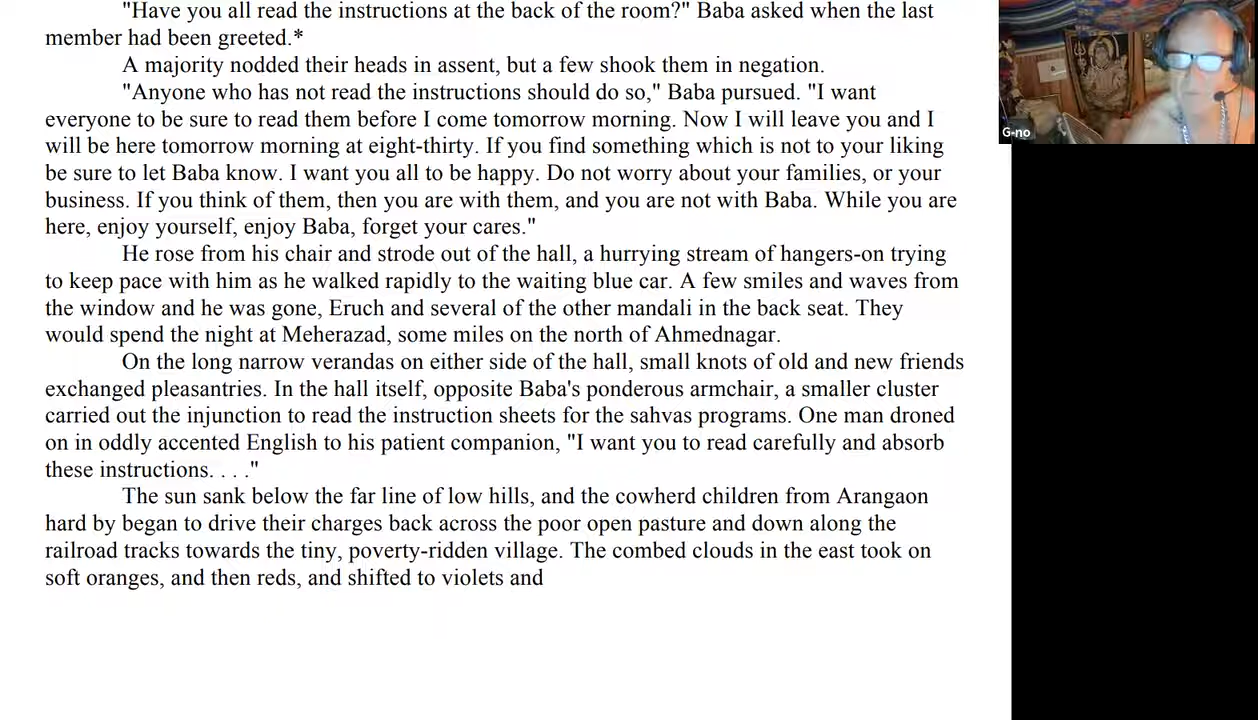 "Have you all read the instructions at the back of the room?" Baba asked when the last
member had been greeted.*
A majority nodded their heads in assent, but a few shook them in negation.
"Anyone who has not read the instructions should do so," Baba pursued. "I want
everyone to be sure to read them before I come tomorrow morning. Now I will leave you and I
will be here tomorrow morning at eight-thirty. If you find something which is not to your liking
be sure to let Baba know. I want you all to be happy. Do not worry about your families, or your
business. If you think of them, then you are with them, and you are not with Baba. While you are
here, enjoy yourself, enjoy Baba, forget your cares."
He rose from his chair and strode out of the hall, a hurrying stream of hangers-on trying
to keep pace with him as he walked rapidly to the waiting blue car. A few smiles and waves from
the window and he was gone, Eruch and several of the other mandali in the back seat. They
would spend the night at Meherazad, some miles on the north of Ahmednagar.
On the long narrow verandas on either side of the hall, small knots of old and new friends
exchanged pleasantries. In the hall itself, opposite Baba's ponderous armchair, a smaller cluster
carried out the injunction to read the instruction sheets for the sahvas programs. One man droned
on in oddly accented English to his patient companion, "I want you to read carefully and absorb
these instructions. . . ."
The sun sank below the far line of low hills, and the cowherd children from Arangaon
hard by began to drive their charges back across the poor open pasture and down along the
railroad tracks towards the tiny, poverty-ridden village. The combed clouds in the east took on
soft oranges, and then reds, and shifted to violets and
G-no